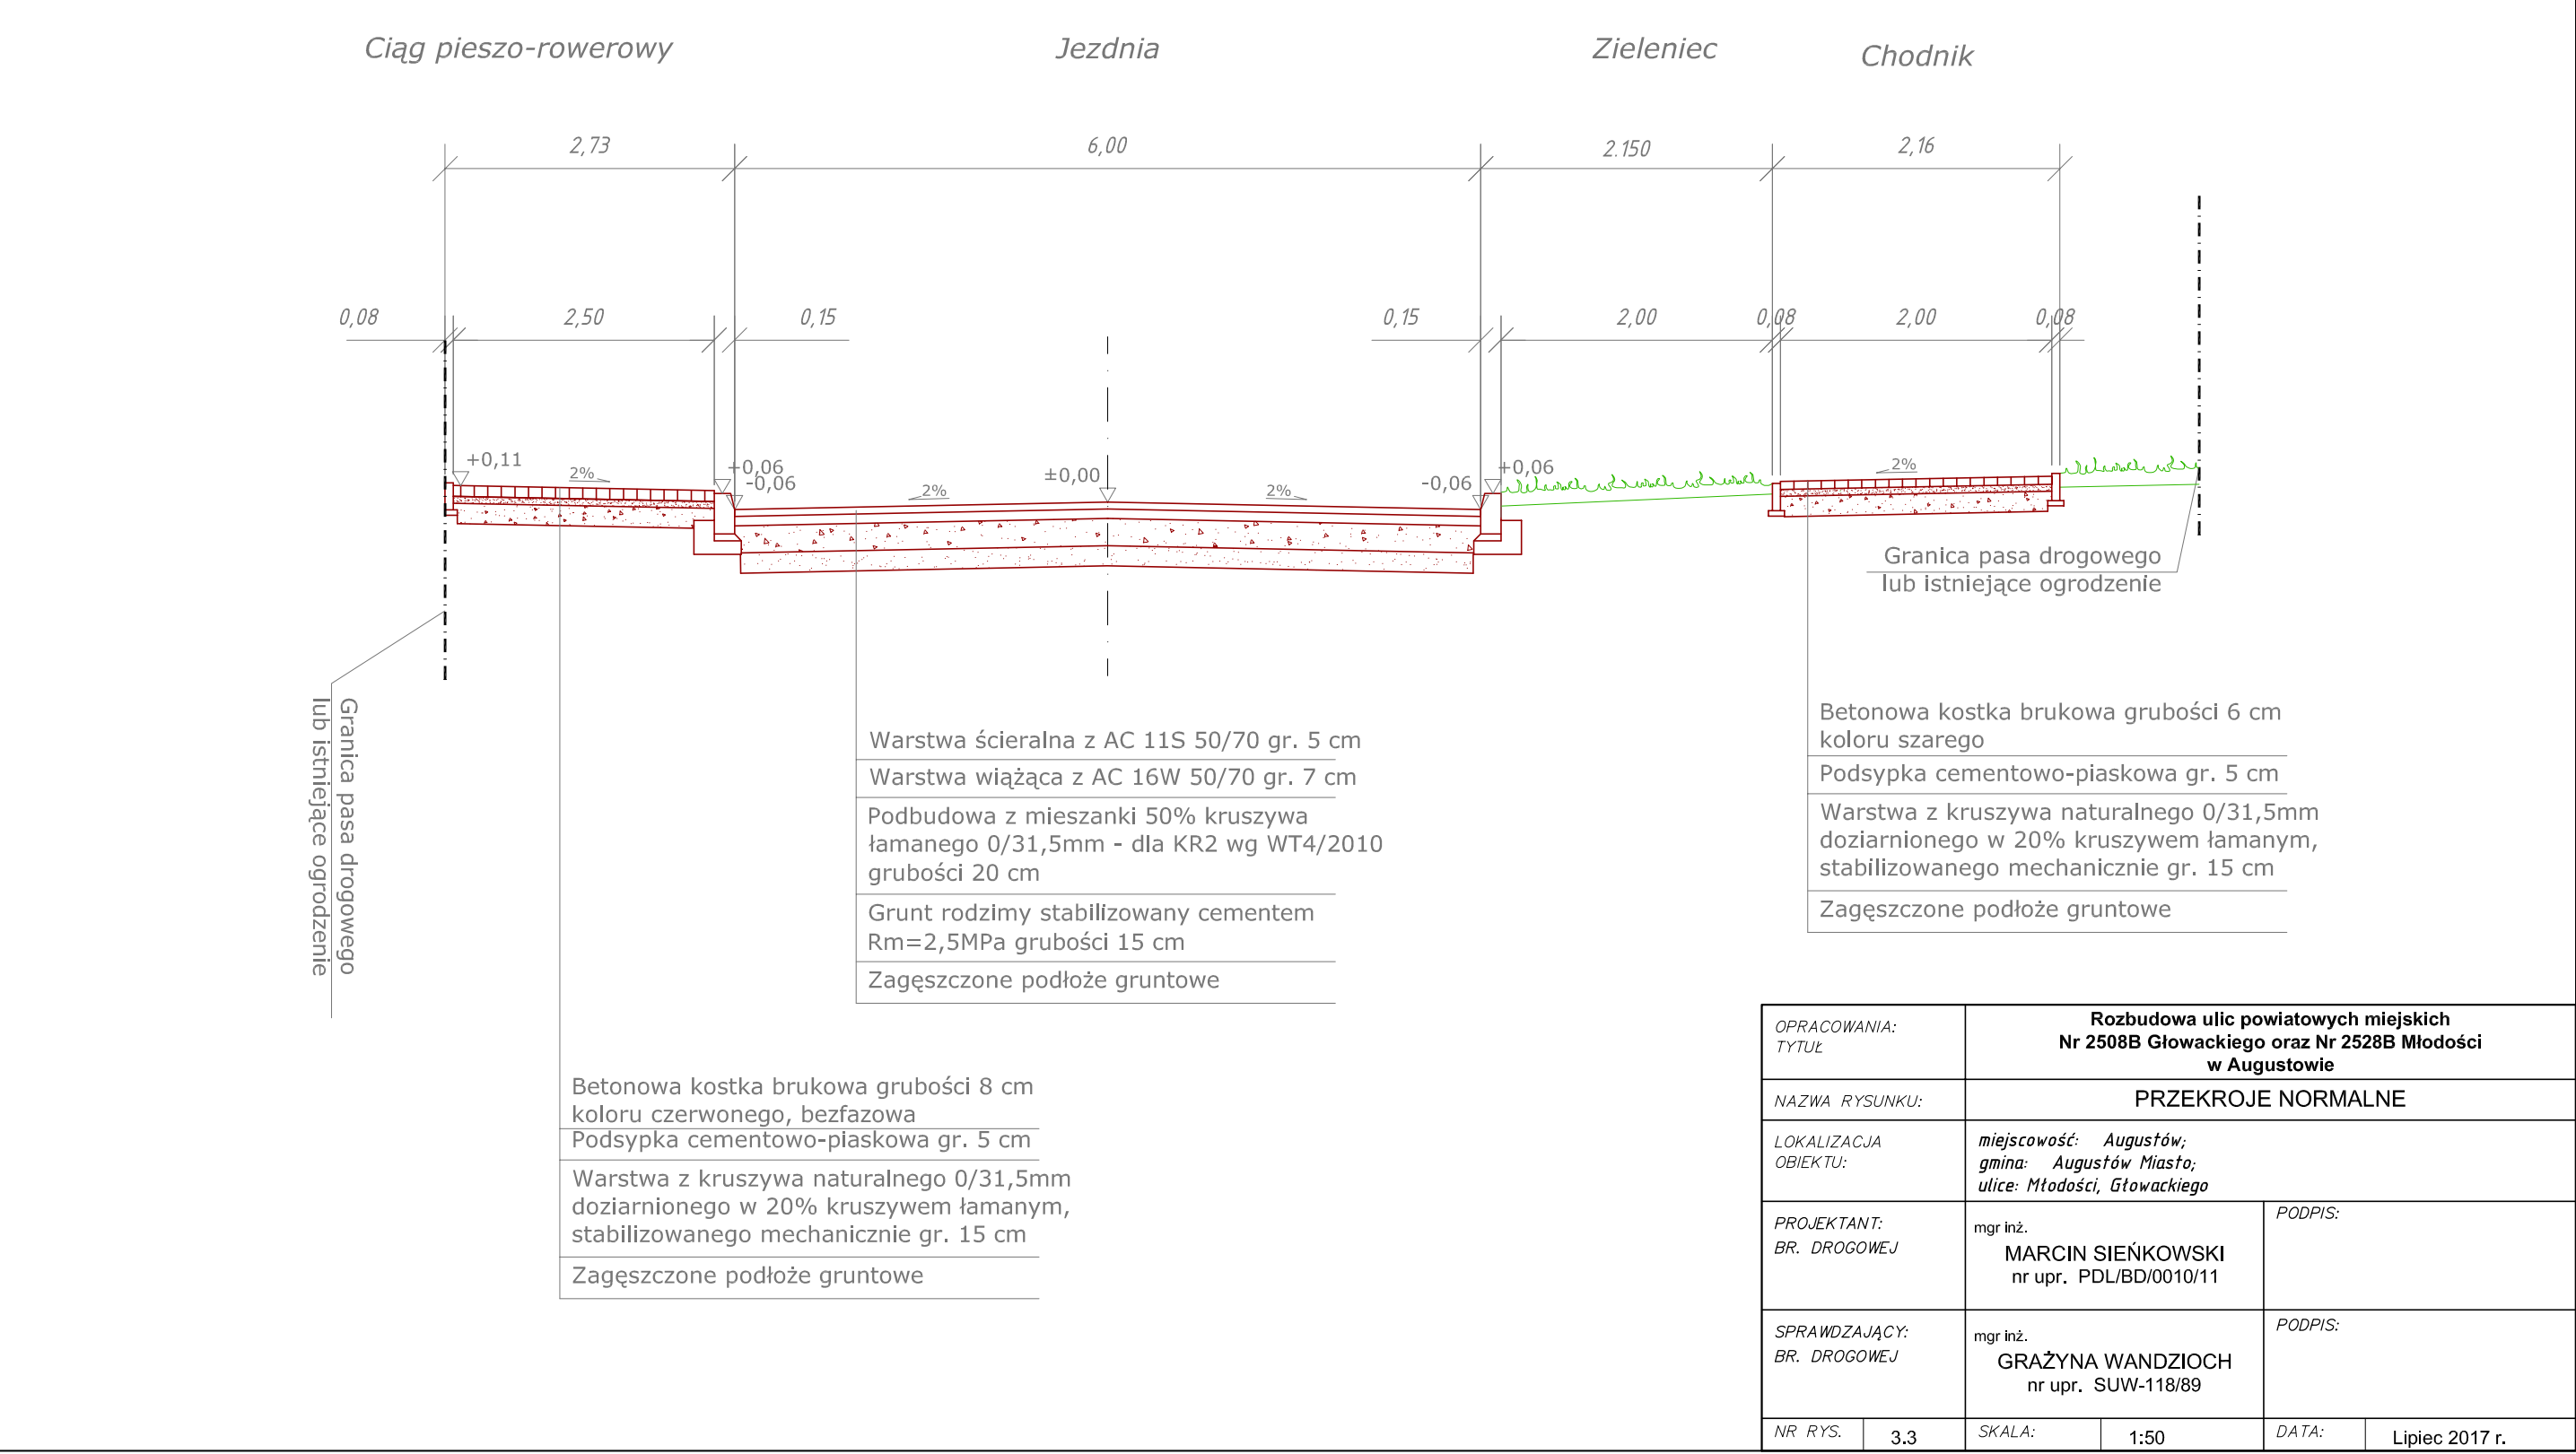 Ciąg pieszo-rowerowy
Jezdnia
Zieleniec
Chodnik
2,73
6,00
2.150
2,16
0,08
2,50
0,15
0,15
2,00
0,08
2,00
0,08
+0,11
2%
+0,06
-0,06
2%
±0,00
2%
-0,06
+0,06
2%
Granica pasa drogowego
lub istniejące ogrodzenie
Granica pasa drogowego
lub istniejące ogrodzenie
Warstwa ścieralna z AC 11S 50/70 gr. 5 cm
Warstwa wiążąca z AC 16W 50/70 gr. 7 cm
Podbudowa z mieszanki 50% kruszywa
łamanego 0/31,5mm - dla KR2 wg WT4/2010
grubości 20 cm
Grunt rodzimy stabilizowany cementem
Rm=2,5MPa grubości 15 cm
Zagęszczone podłoże gruntowe
Betonowa kostka brukowa grubości 6 cm
koloru szarego
Podsypka cementowo-piaskowa gr. 5 cm
Warstwa z kruszywa naturalnego 0/31,5mm
doziarnionego w 20% kruszywem łamanym,
stabilizowanego mechanicznie gr. 15 cm
Zagęszczone podłoże gruntowe
Betonowa kostka brukowa grubości 8 cm
koloru czerwonego, bezfazowa
Podsypka cementowo-piaskowa gr. 5 cm
Warstwa z kruszywa naturalnego 0/31,5mm
doziarnionego w 20% kruszywem łamanym,
stabilizowanego mechanicznie gr. 15 cm
Zagęszczone podłoże gruntowe
OPRACOWANIA:
TYTUŁ
Rozbudowa ulic powiatowych miejskich
Nr 2508B Głowackiego oraz Nr 2528B Młodości
w Augustowie
NAZWA RYSUNKU:
PRZEKROJE NORMALNE
LOKALIZACJA
OBIEKTU:
miejscowość: Augustów;
gmina: Augustów Miasto;
ulice: Młodości, Głowackiego
PROJEKTANT:
BR. DROGOWEJ
mgr inż.
MARCIN SIEŃKOWSKI
nr upr. PDL/BD/0010/11
PODPIS:
SPRAWDZAJĄCY:
BR. DROGOWEJ
mgr inż.
GRAŻYNA WANDZIOCH
nr upr. SUW-118/89
PODPIS:
NR RYS.
3.3
SKALA:
1:50
DATA:
Lipiec 2017 r.